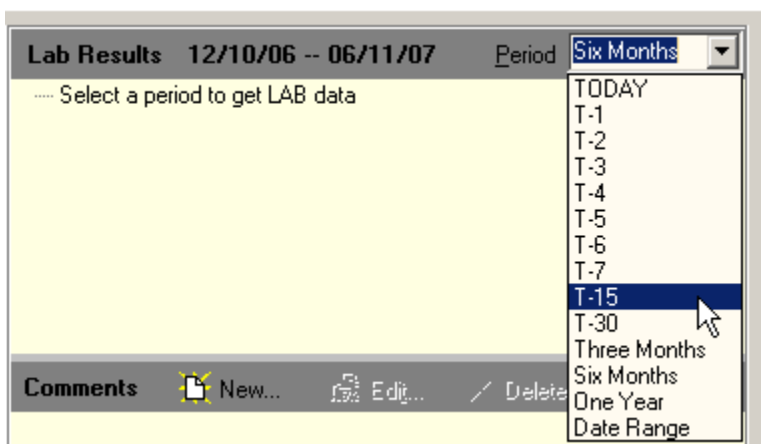 Lab Results 12/10/06 -- 06/11/07 Period Six Months
Select a period to get LAB data
TODAY
T-1
T-2
T-3
T-4
T-5
T-6
T-7
T-15
T-30
Three Months
Six Months
One Year
Date Range
Comments New... Edit... Delete